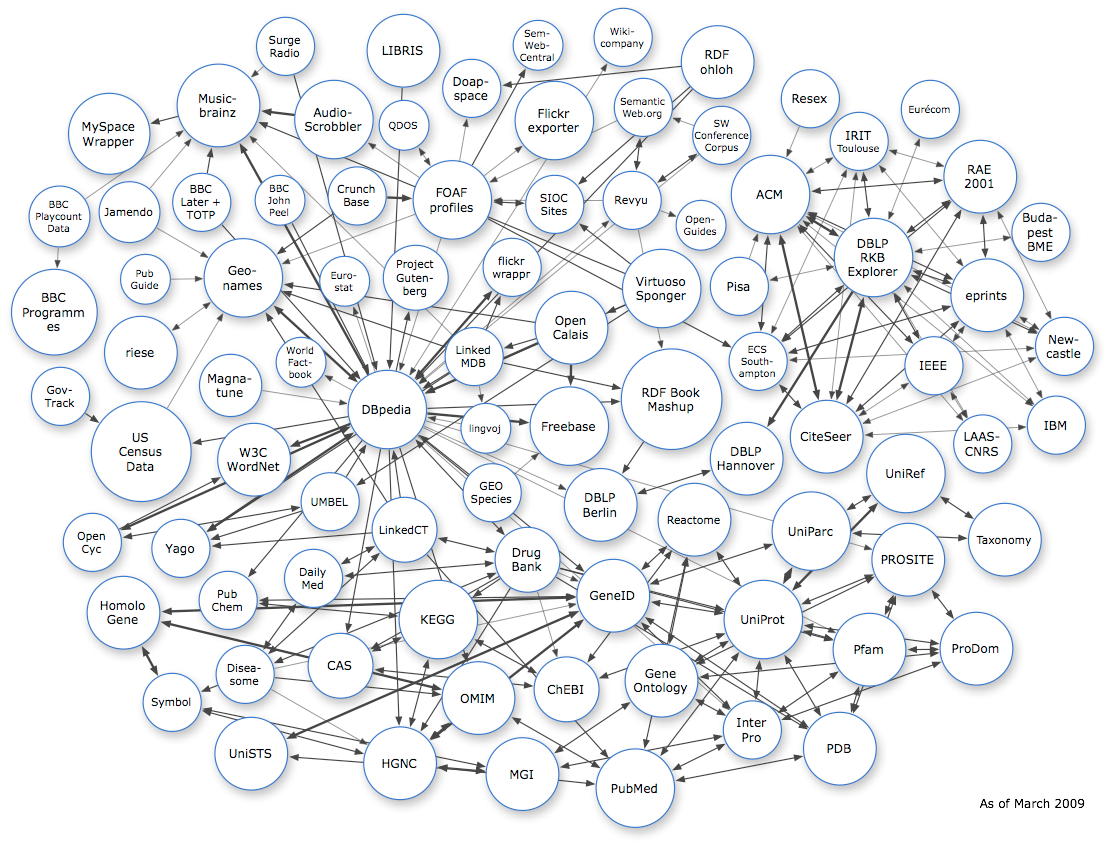 Surge
Radio
LIBRIS
Sem-
Web-
Central
Wiki-
company
RDF
ohloh
Doap-
space
Music-
brainz
MySpace
Wrapper
Audio-
Scrobbler
QDOS
Flickr
exporter
Semantic
Web.org
SW
Conference
Corpus
Resex
Eurécom
IRIT
Toulouse
RAE
2001
ACM
BBC
Playcount
Data
Jamendo
BBC
Later +
TOTP
BBC
John
Peel
Crunch
Base
FOAF
profiles
SIOC
Sites
Revyu
Open-
Guides
Buda-
pest
BME
DBLP
RKB
Explorer
Pub
Guide
Geo-
names
Euro-
stat
Project
Guten-
berg
flickr
wrappr
Virtuoso
Sponger
Pisa
eprints
BBC
Programm
es
riese
World
Fact-
book
Linked
MDB
Open
Calais
ECS
South-
ampton
IEEE
New-
castle
Gov-
Track
Magna-
tune
DBpedia
lingvoj
Freebase
RDF Book
Mashup
CiteSeer
LAAS-
CNRS
IBM
US
Census
Data
W3C
WordNet
DBLP
Hannover
UniRef
UMBEL
GEO
Species
DBLP
Berlin
Reactome
UniParc
Taxonomy
Open
Cyc
Yago
LinkedCT
Drug
Bank
PROSITE
Homolo
Gene
Pub
Chem
Daily
Med
KEGG
GeneID
UniProt
Pfam
ProDom
Disea-
some
CAS
ChEBI
Gene
Ontology
Symbol
OMIM
Inter
Pro
PDB
UniSTS
HGNC
MGI
PubMed
As of March 2009